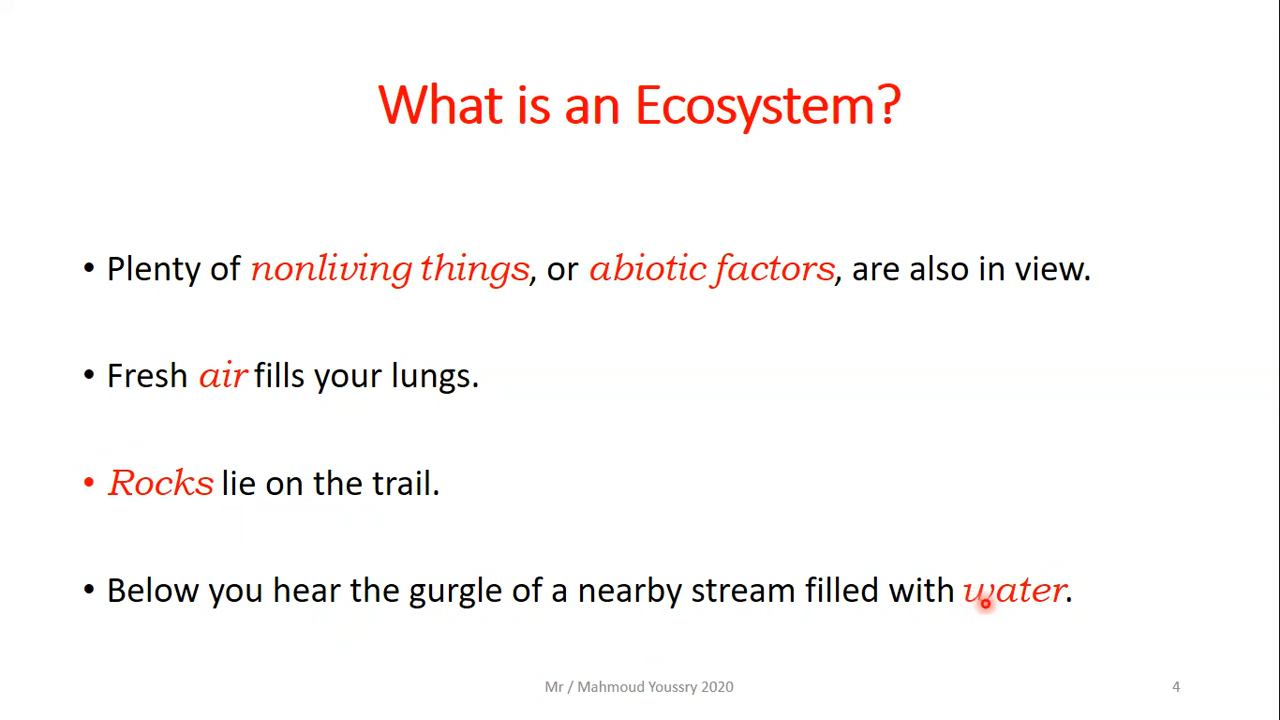 What is an Ecosystem?
• Plenty of nonliving things, or abiotic factors, are also in view.
• Fresh air fills your lungs.
• Rocks lie on the trail.
• Below you hear the gurgle of a nearby stream filled with water.
Mr / Mahmoud Youssry 2020
4